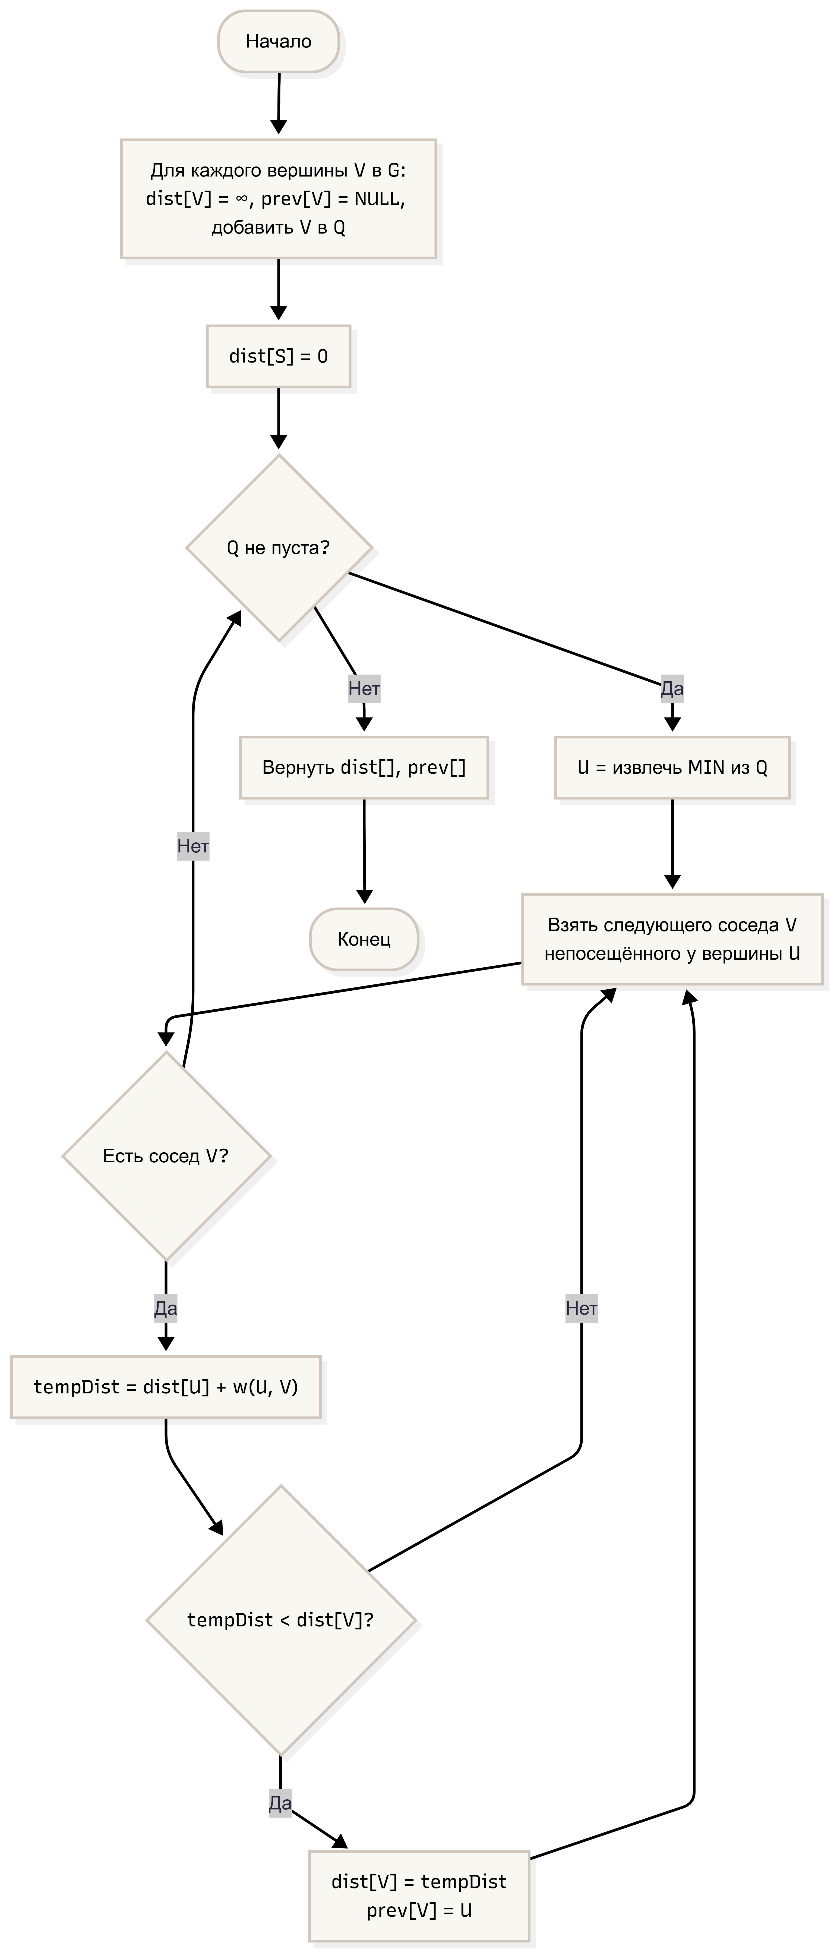 Начало
Для каждого вершины V в G:
dist[V] = ∞, prev[V] = NULL,
добавить V в Q
dist[S] = 0
Q не пуста?
Нет
Да
Вернуть dist[], prev[]
U = извлечь MIN из Q
Нет
Конец
Взять следующего соседа V
непосещённого у вершины U
Есть сосед V?
Да
Нет
tempDist = dist[U] + w(U, V)
tempDist < dist[V]?
Да
dist[V] = tempDist
prev[V] = U